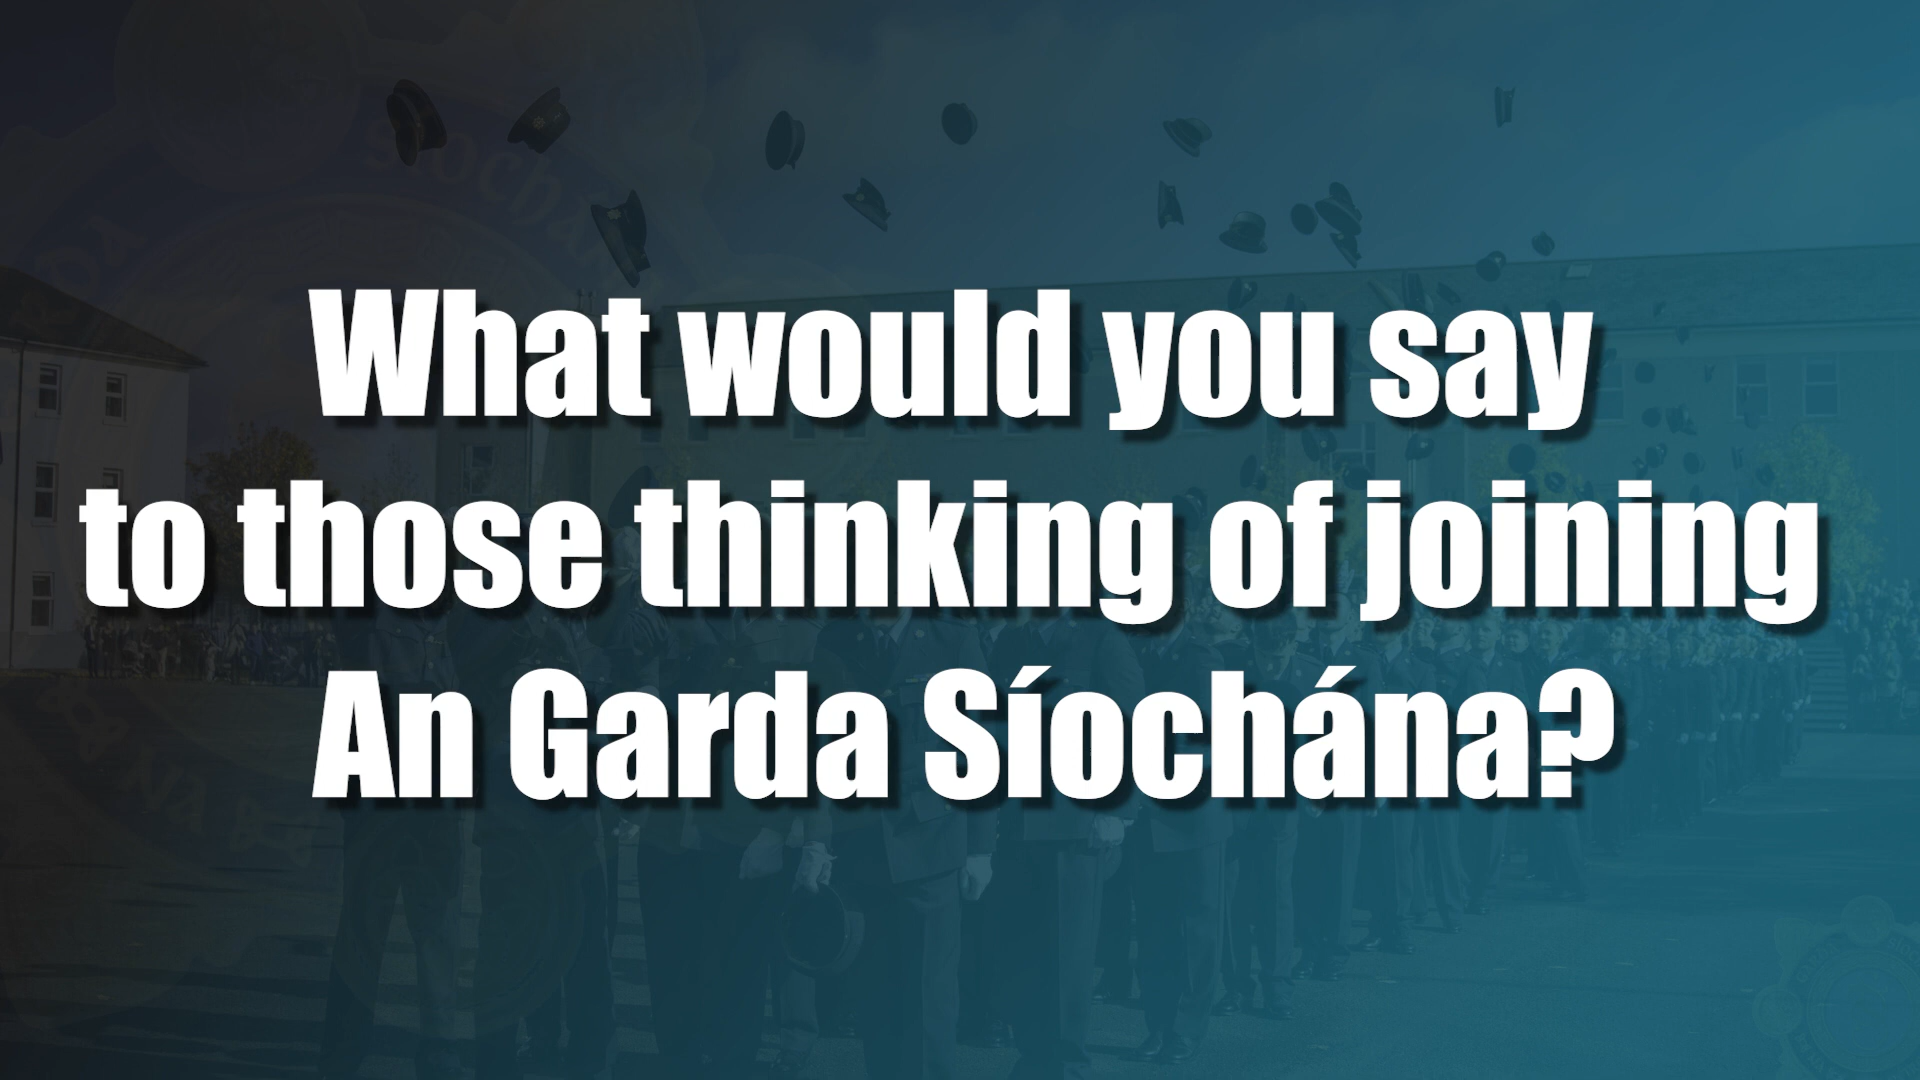 What would you say
to those thinking of joining
An Garda Síochána?